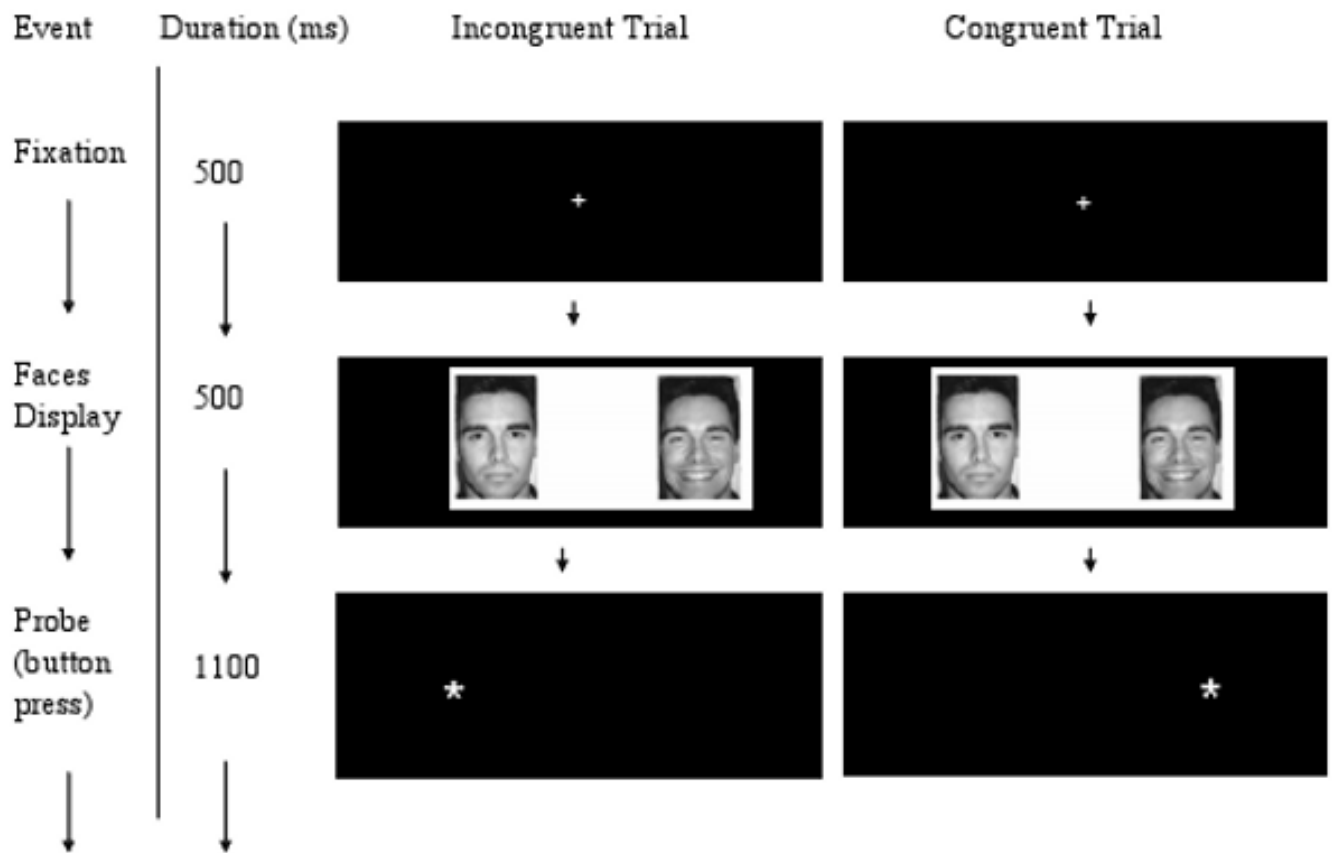 Event Duration (ms) Incongruent Trial Congruent Trial
Fixation
500
+ +
Faces
Display
500
Probe
(button
press)
1100
* *